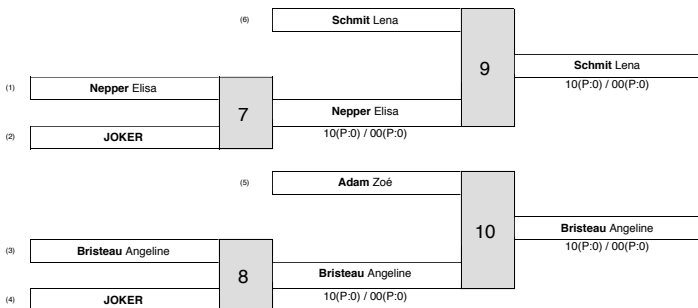 (6) Schmit Lena
9
Schmit Lena
10(P:0) / 00(P:0)
(1) Nepper Elisa
7
Nepper Elisa
10(P:0) / 00(P:0)
(2) JOKER
(5) Adam Zoé
10
Bristeau Angeline
10(P:0) / 00(P:0)
(3) Bristeau Angeline
8
Bristeau Angeline
10(P:0) / 00(P:0)
(4) JOKER